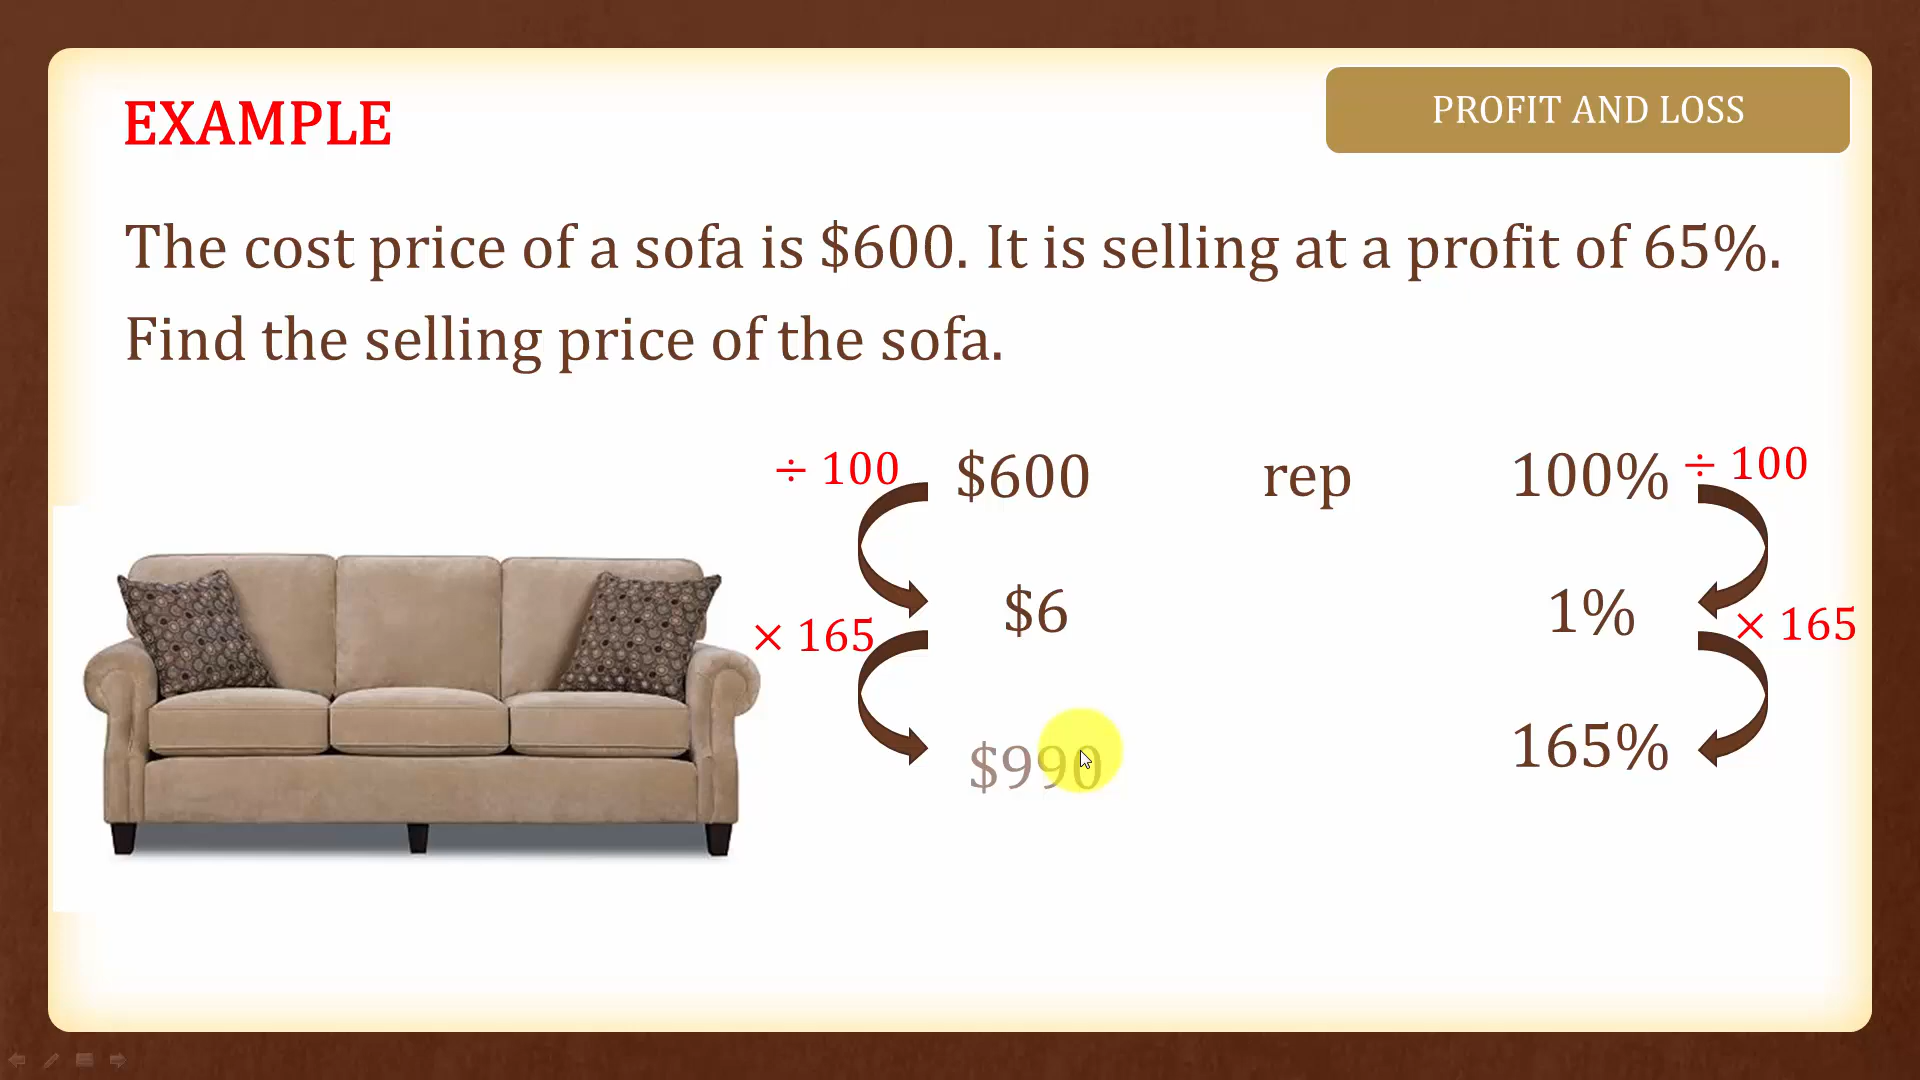 EXAMPLE
PROFIT AND LOSS
The cost price of a sofa is $600. It is selling at a profit of 65%.
Find the selling price of the sofa.
÷ 100 $600 rep 100% ÷ 100
$6 1%
× 165 × 165
$990 165%